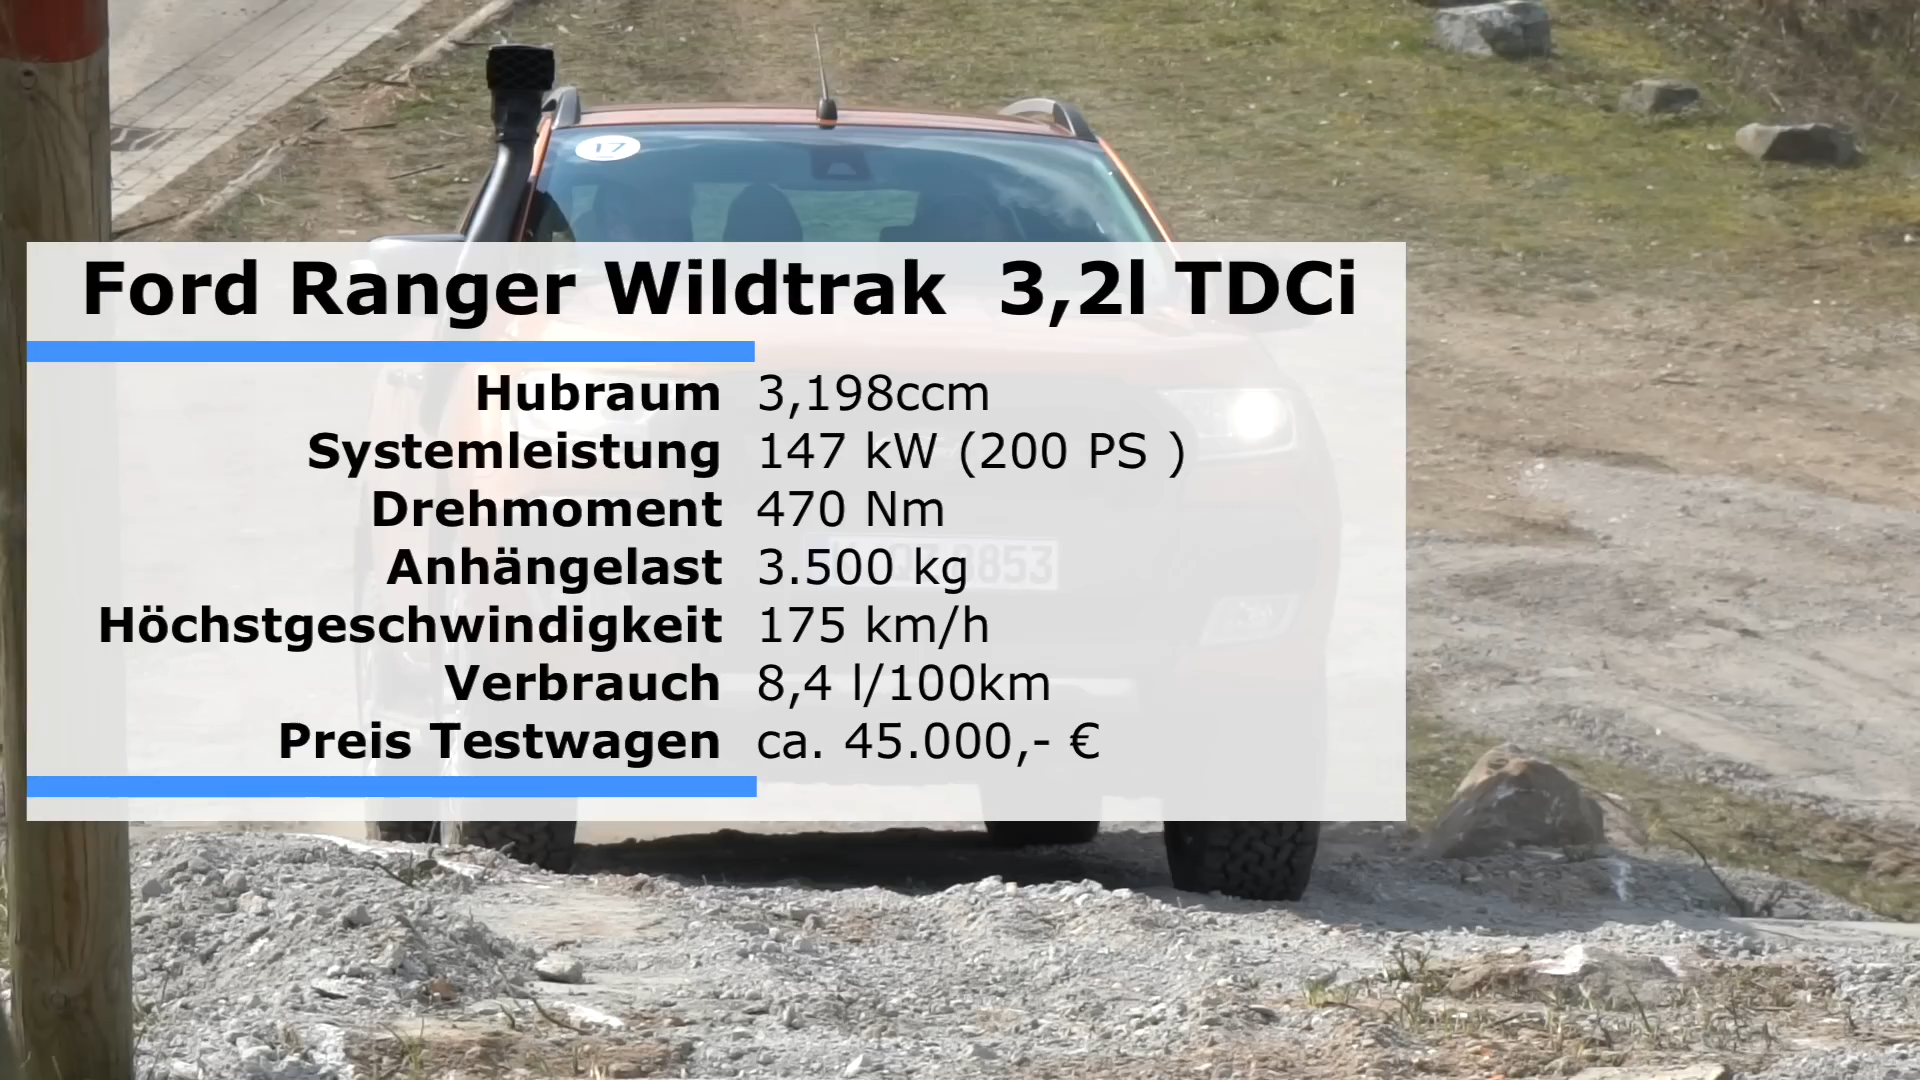 17
Ford Ranger Wildtrak  3,2l TDCi
Hubraum 3,198ccm
Systemleistung 147 kW (200 PS )
Drehmoment 470 Nm
Anhängelast 3.500 kg
Höchstgeschwindigkeit 175 km/h
Verbrauch 8,4 l/100km
Preis Testwagen ca. 45.000,- €